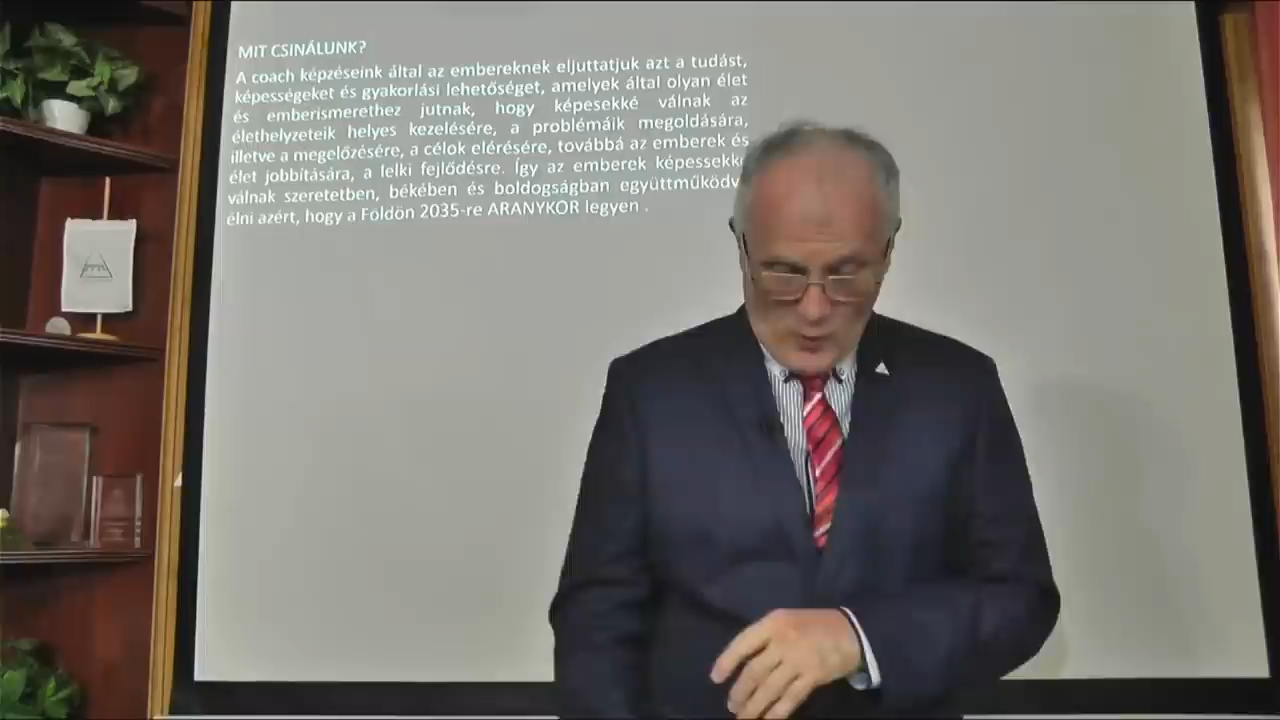 MIT CSINÁLUNK?
A coach képzéseink által az embereknek eljuttatjuk azt a tudást,
képességeket és gyakorlási lehetőséget, amelyek által olyan élet
és emberismerethez jutnak, hogy képesekké válnak az
élethelyzeteik helyes kezelésére, a problémáik megoldására,
illetve a megelőzésére, a célok elérésére, továbbá az emberek és
élet jobbítására, a lelki fejlődésre. Így az emberek képessekk
válnak szeretetben, békében és boldogságban együttműködv
élni azért, hogy a Földön 2035-re ARANYKOR legyen .